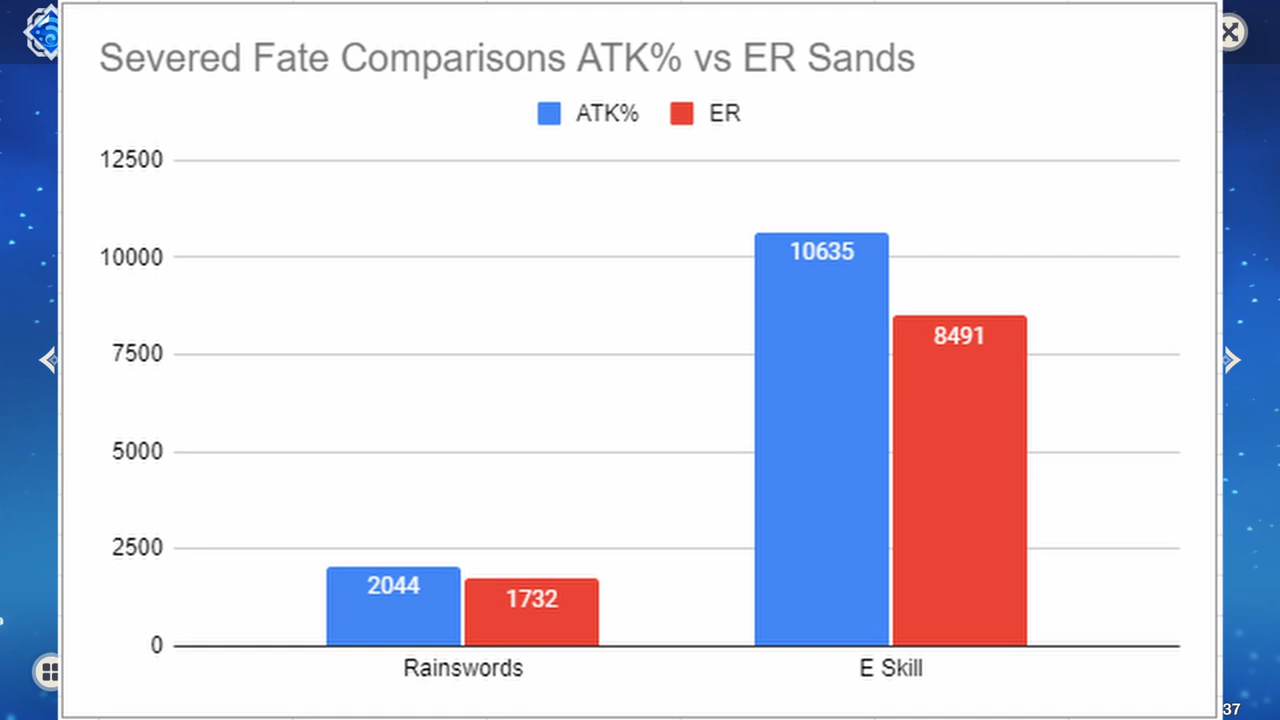 Severed Fate Comparisons ATK% vs ER Sands
ATK% ER
12500
10000
7500
5000
2500
0
10635
8491
2044
1732
Rainswords
E Skill
37